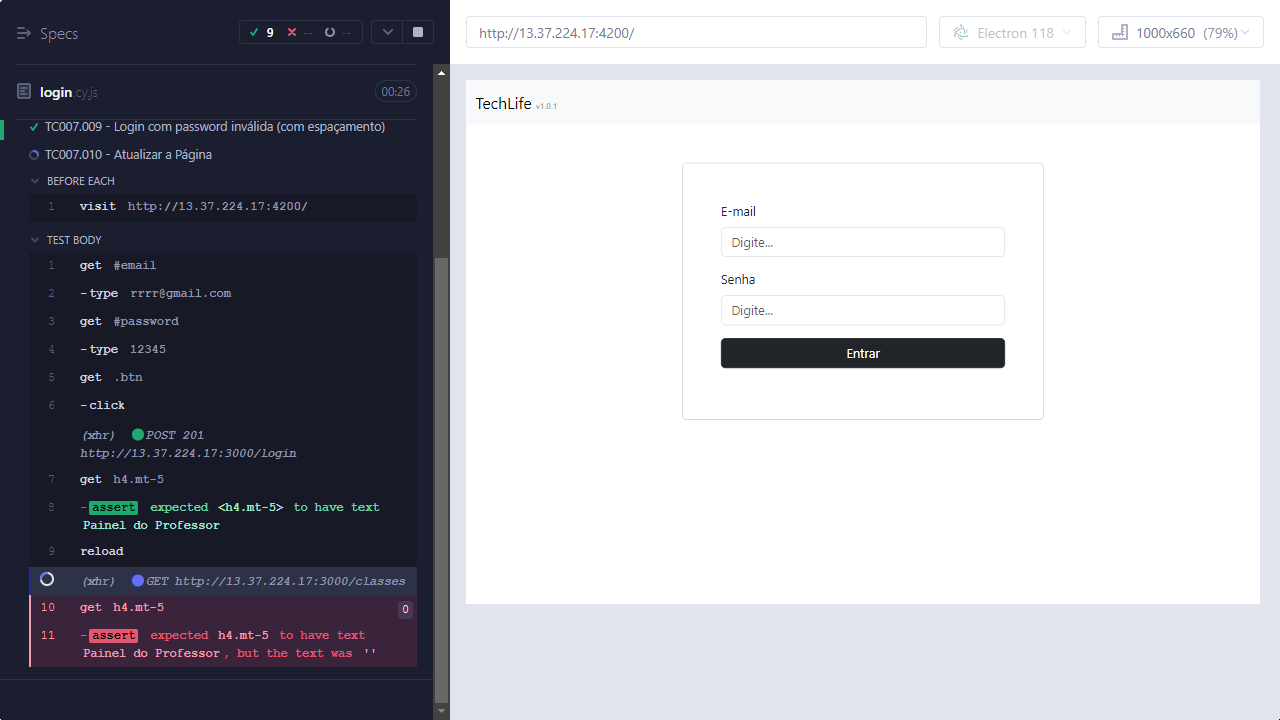 Specs
9 -- --
http://13.37.224.17:4200/
Electron 118
1000x660 (79%)
login.cy.js
00:26
TechLife v1.0.1
TC007.009 - Login com password inválida (com espaçamento)
TC007.010 - Atualizar a Página
BEFORE EACH
1 visit http://13.37.224.17:4200/
TEST BODY
1 get #email
2 -type rrrr@gmail.com
3 get #password
4 -type 12345
5 get .btn
6 -click
(xhr) POST 201
http://13.37.224.17:3000/login
7 get h4.mt-5
8 -assert expected <h4.mt-5> to have text
Painel do Professor
9 reload
(xhr) GET http://13.37.224.17:3000/classes
10 get h4.mt-5 0
11 -assert expected h4.mt-5 to have text
Painel do Professor, but the text was ''
E-mail
Digite...
Senha
Digite...
Entrar